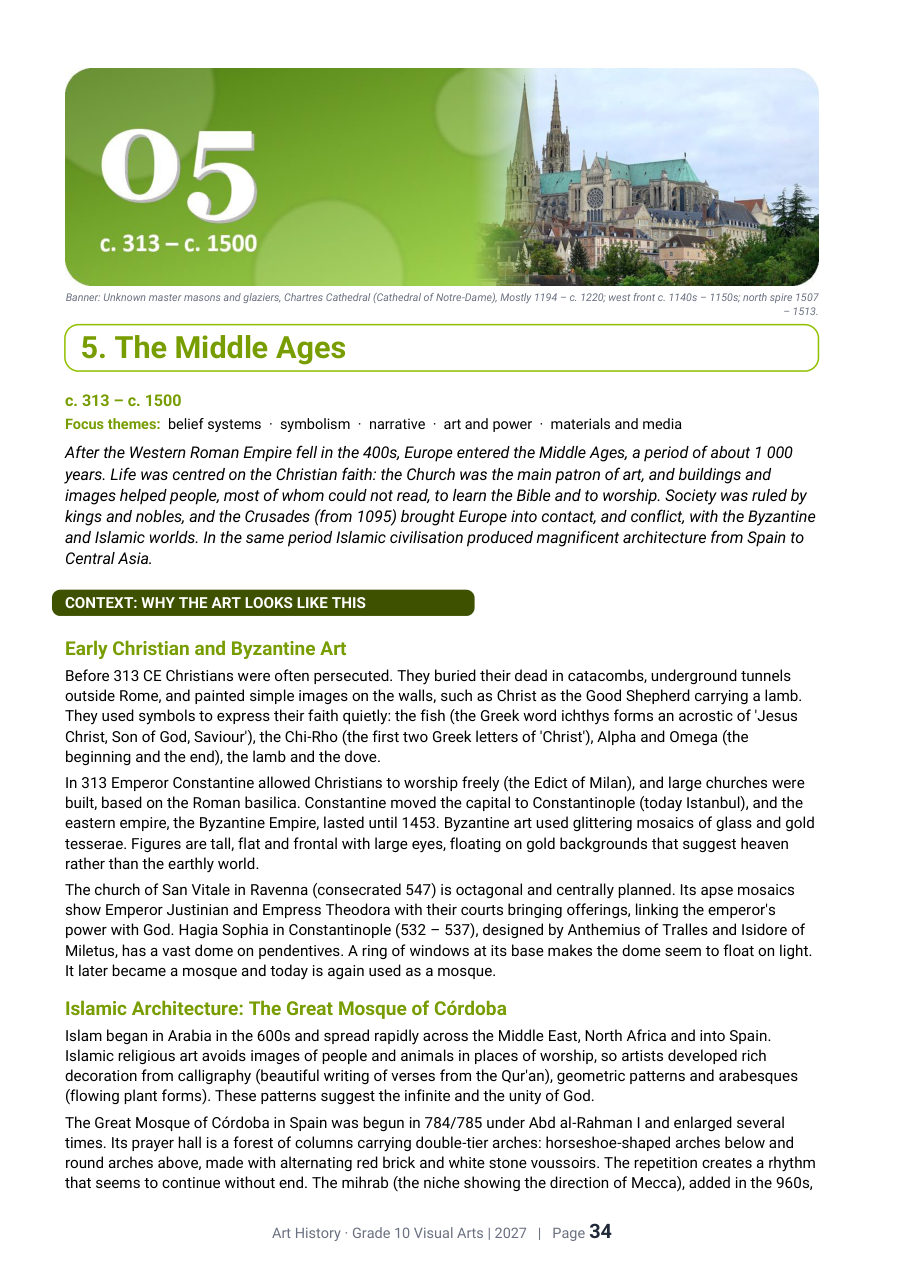 05
c. 313 – c. 1500
Banner: Unknown master masons and glaziers, Chartres Cathedral (Cathedral of Notre-Dame), Mostly 1194 – c. 1220; west front c. 1140s – 1150s; north spire 1507
– 1513.
5. The Middle Ages
c. 313 – c. 1500
Focus themes: belief systems · symbolism · narrative · art and power · materials and media
After the Western Roman Empire fell in the 400s, Europe entered the Middle Ages, a period of about 1 000
years. Life was centred on the Christian faith: the Church was the main patron of art, and buildings and
images helped people, most of whom could not read, to learn the Bible and to worship. Society was ruled by
kings and nobles, and the Crusades (from 1095) brought Europe into contact, and conflict, with the Byzantine
and Islamic worlds. In the same period Islamic civilisation produced magnificent architecture from Spain to
Central Asia.
CONTEXT: WHY THE ART LOOKS LIKE THIS
Early Christian and Byzantine Art
Before 313 CE Christians were often persecuted. They buried their dead in catacombs, underground tunnels
outside Rome, and painted simple images on the walls, such as Christ as the Good Shepherd carrying a lamb.
They used symbols to express their faith quietly: the fish (the Greek word ichthys forms an acrostic of 'Jesus
Christ, Son of God, Saviour'), the Chi-Rho (the first two Greek letters of 'Christ'), Alpha and Omega (the
beginning and the end), the lamb and the dove.
In 313 Emperor Constantine allowed Christians to worship freely (the Edict of Milan), and large churches were
built, based on the Roman basilica. Constantine moved the capital to Constantinople (today Istanbul), and the
eastern empire, the Byzantine Empire, lasted until 1453. Byzantine art used glittering mosaics of glass and gold
tesserae. Figures are tall, flat and frontal with large eyes, floating on gold backgrounds that suggest heaven
rather than the earthly world.
The church of San Vitale in Ravenna (consecrated 547) is octagonal and centrally planned. Its apse mosaics
show Emperor Justinian and Empress Theodora with their courts bringing offerings, linking the emperor's
power with God. Hagia Sophia in Constantinople (532 – 537), designed by Anthemius of Tralles and Isidore of
Miletus, has a vast dome on pendentives. A ring of windows at its base makes the dome seem to float on light.
It later became a mosque and today is again used as a mosque.
Islamic Architecture: The Great Mosque of Córdoba
Islam began in Arabia in the 600s and spread rapidly across the Middle East, North Africa and into Spain.
Islamic religious art avoids images of people and animals in places of worship, so artists developed rich
decoration from calligraphy (beautiful writing of verses from the Qur'an), geometric patterns and arabesques
(flowing plant forms). These patterns suggest the infinite and the unity of God.
The Great Mosque of Córdoba in Spain was begun in 784/785 under Abd al-Rahman I and enlarged several
times. Its prayer hall is a forest of columns carrying double-tier arches: horseshoe-shaped arches below and
round arches above, made with alternating red brick and white stone voussoirs. The repetition creates a rhythm
that seems to continue without end. The mihrab (the niche showing the direction of Mecca), added in the 960s,
Art History · Grade 10 Visual Arts | 2027 | Page 34